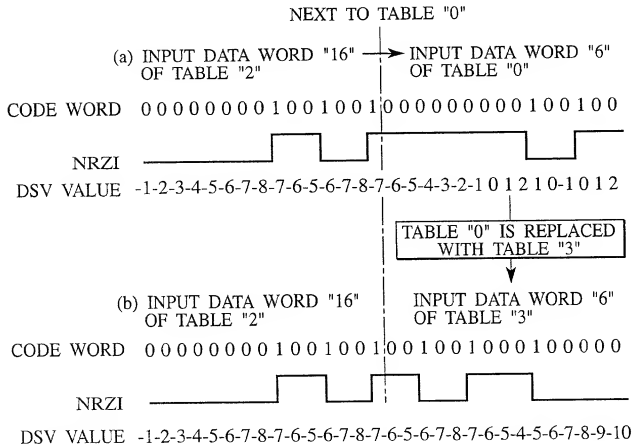 NEXT TO TABLE "0"
(a) INPUT DATA WORD "16" INPUT DATA WORD "6"
OF TABLE "2" OF TABLE "0"
CODE WORD 0 0 0 0 0 0 0 0 1 0 0 1 0 0 1 0 0 0 0 0 0 0 0 0 1 0 0 1 0 0
NRZI
DSV VALUE -1-2-3-4-5-6-7-8-7-6-5-6-7-8-7-6-5-4-3-2-1 0 1 2 1 0-1 0 1 2
TABLE "0" IS REPLACED
WITH TABLE "3"
(b) INPUT DATA WORD "16" INPUT DATA WORD "6"
OF TABLE "2" OF TABLE "3"
CODE WORD 0 0 0 0 0 0 0 0 1 0 0 1 0 0 1 0 0 1 0 0 1 0 0 0 1 0 0 0 0 0
NRZI
DSV VALUE -1-2-3-4-5-6-7-8-7-6-5-6-7-8-7-6-5-6-7-8-7-6-5-4-5-6-7-8-9-10